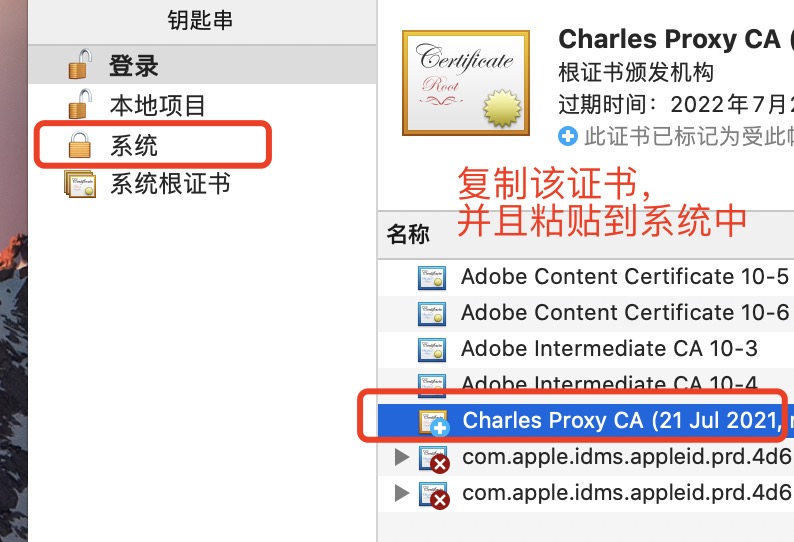 钥匙串
登录
本地项目
系统
系统根证书
Certificate
Root
Charles Proxy CA (
根证书颁发机构
过期时间：2022年7月2
此证书已标记为受此
复制该证书，
并且粘贴到系统中
名称
Adobe Content Certificate 10-5
Adobe Content Certificate 10-6
Adobe Intermediate CA 10-3
Adobe Intermediate CA 10-4
Charles Proxy CA (21 Jul 2021,
com.apple.idms.appleid.prd.4d6
com.apple.idms.appleid.prd.4d6